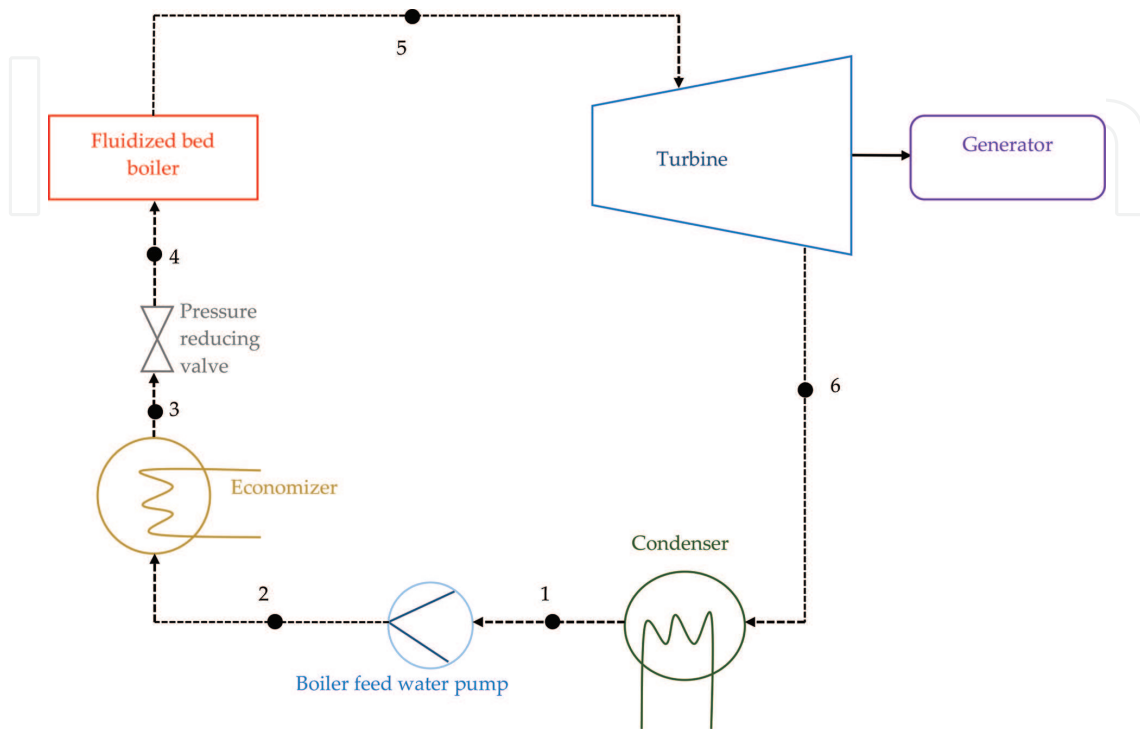 5
Fluidized bed
boiler
Turbine
Generator
4
Pressure
reducing
valve
6
3
Economizer
Condenser
2
1
Boiler feed water pump